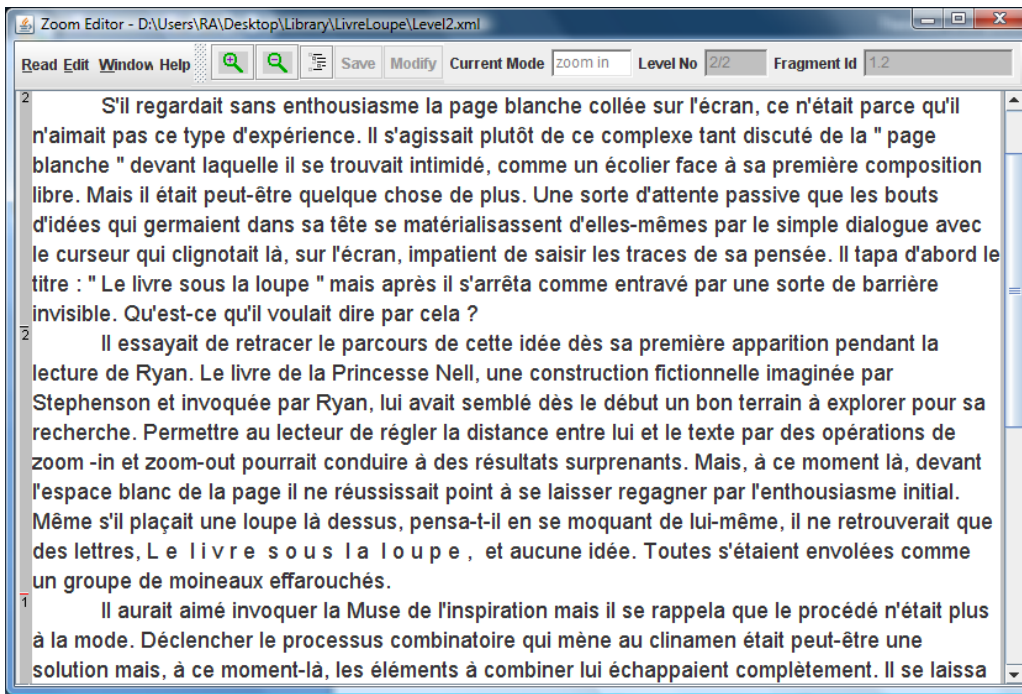 Zoom Editor - D:\Users\RA\Desktop\Library\LivreLoupe\Level2.xml
Read Edit Window Help Save Modify Current Mode zoom in Level No 2/2 Fragment Id 1.2
2
S'il regardait sans enthousiasme la page blanche collée sur l'écran, ce n'était parce qu'il
n'aimait pas ce type d'expérience. Il s'agissait plutôt de ce complexe tant discuté de la " page
blanche " devant laquelle il se trouvait intimidé, comme un écolier face à sa première composition
libre. Mais il était peut-être quelque chose de plus. Une sorte d'attente passive que les bouts
d'idées qui germaient dans sa tête se matérialisassent d'elles-mêmes par le simple dialogue avec
le curseur qui clignotait là, sur l'écran, impatient de saisir les traces de sa pensée. Il tapa d'abord le
titre : " Le livre sous la loupe " mais après il s'arrêta comme entravé par une sorte de barrière
invisible. Qu'est-ce qu'il voulait dire par cela ?
2
Il essayait de retracer le parcours de cette idée dès sa première apparition pendant la
lecture de Ryan. Le livre de la Princesse Nell, une construction fictionnelle imaginée par
Stephenson et invoquée par Ryan, lui avait semblé dès le début un bon terrain à explorer pour sa
recherche. Permettre au lecteur de régler la distance entre lui et le texte par des opérations de
zoom -in et zoom-out pourrait conduire à des résultats surprenants. Mais, à ce moment là, devant
l'espace blanc de la page il ne réussissait point à se laisser regagner par l'enthousiasme initial.
Même s'il plaçait une loupe là dessus, pensa-t-il en se moquant de lui-même, il ne retrouverait que
des lettres, L e l i v r e s o u s l a l o u p e , et aucune idée. Toutes s'étaient envolées comme
un groupe de moineaux effarouchés.
1
Il aurait aimé invoquer la Muse de l'inspiration mais il se rappela que le procédé n'était plus
à la mode. Déclencher le processus combinatoire qui mène au clinamen était peut-être une
solution mais, à ce moment-là, les éléments à combiner lui échappaient complètement. Il se laissa